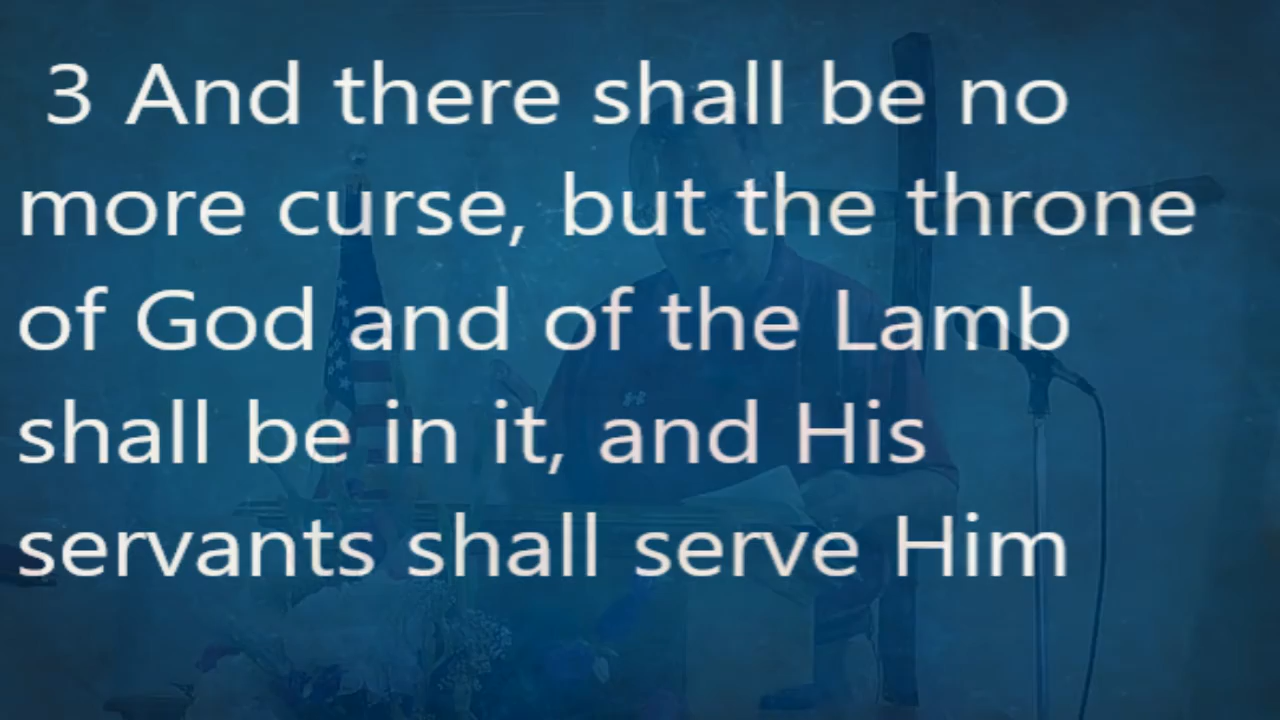 3 And there shall be no
more curse, but the throne
of God and of the Lamb
shall be in it, and His
servants shall serve Him